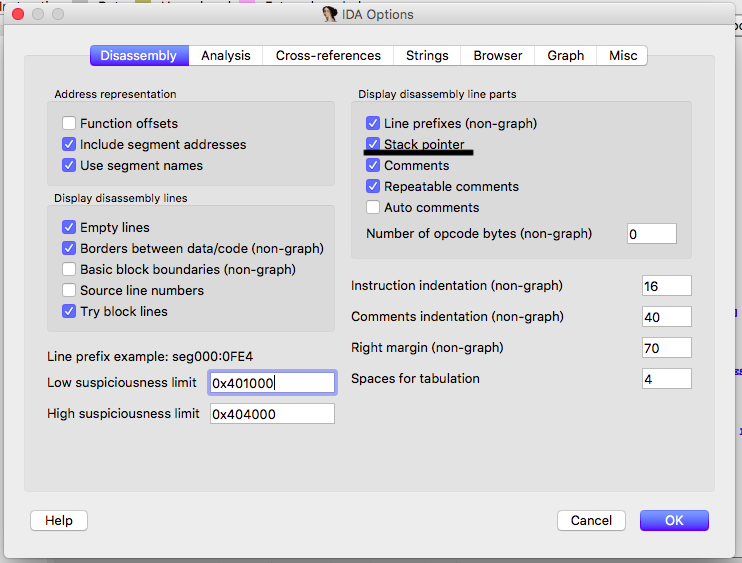 IDA Options
Disassembly Analysis Cross-references Strings Browser Graph Misc
Address representation
Function offsets
Include segment addresses
Use segment names
Display disassembly lines
Empty lines
Borders between data/code (non-graph)
Basic block boundaries (non-graph)
Source line numbers
Try block lines
Line prefix example: seg000:0FE4
Low suspiciousness limit 0x401000
High suspiciousness limit 0x404000
Display disassembly line parts
Line prefixes (non-graph)
Stack pointer
Comments
Repeatable comments
Auto comments
Number of opcode bytes (non-graph) 0
Instruction indentation (non-graph) 16
Comments indentation (non-graph) 40
Right margin (non-graph) 70
Spaces for tabulation 4
Help Cancel OK